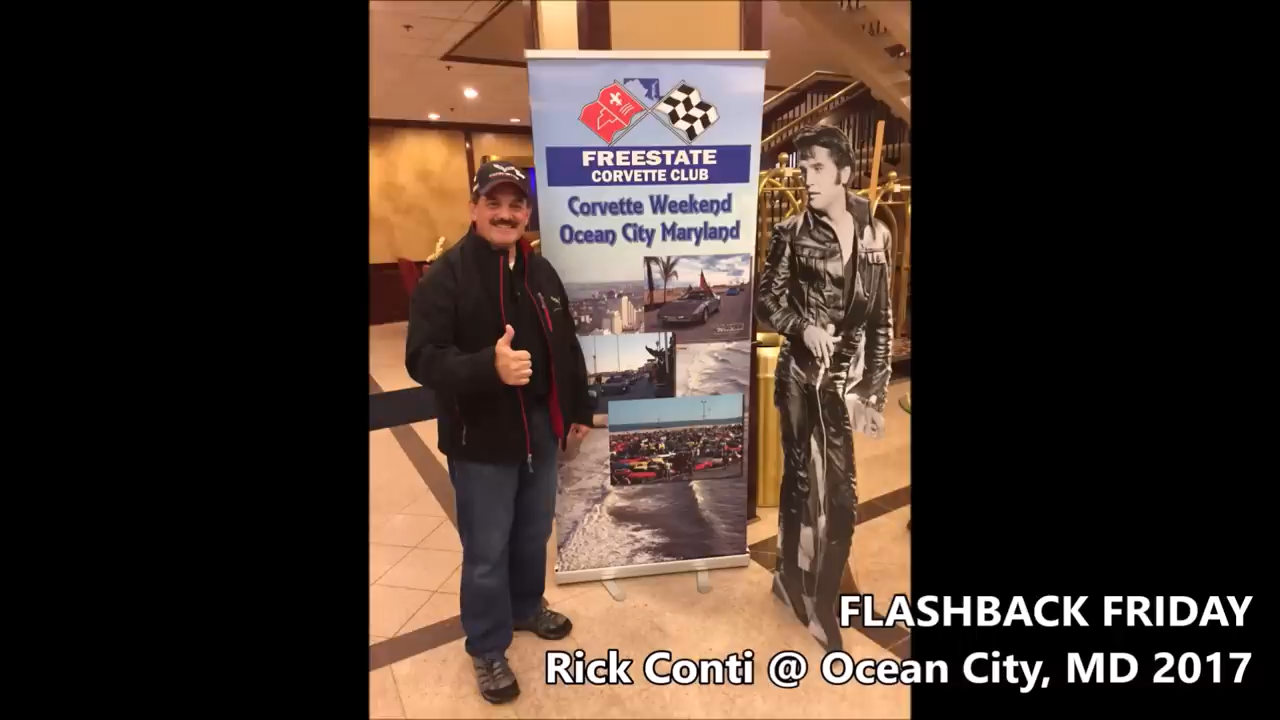 FREESTATE
CORVETTE CLUB
Corvette Weekend
Ocean City Maryland
FLASHBACK FRIDAY
Rick Conti @ Ocean City, MD 2017